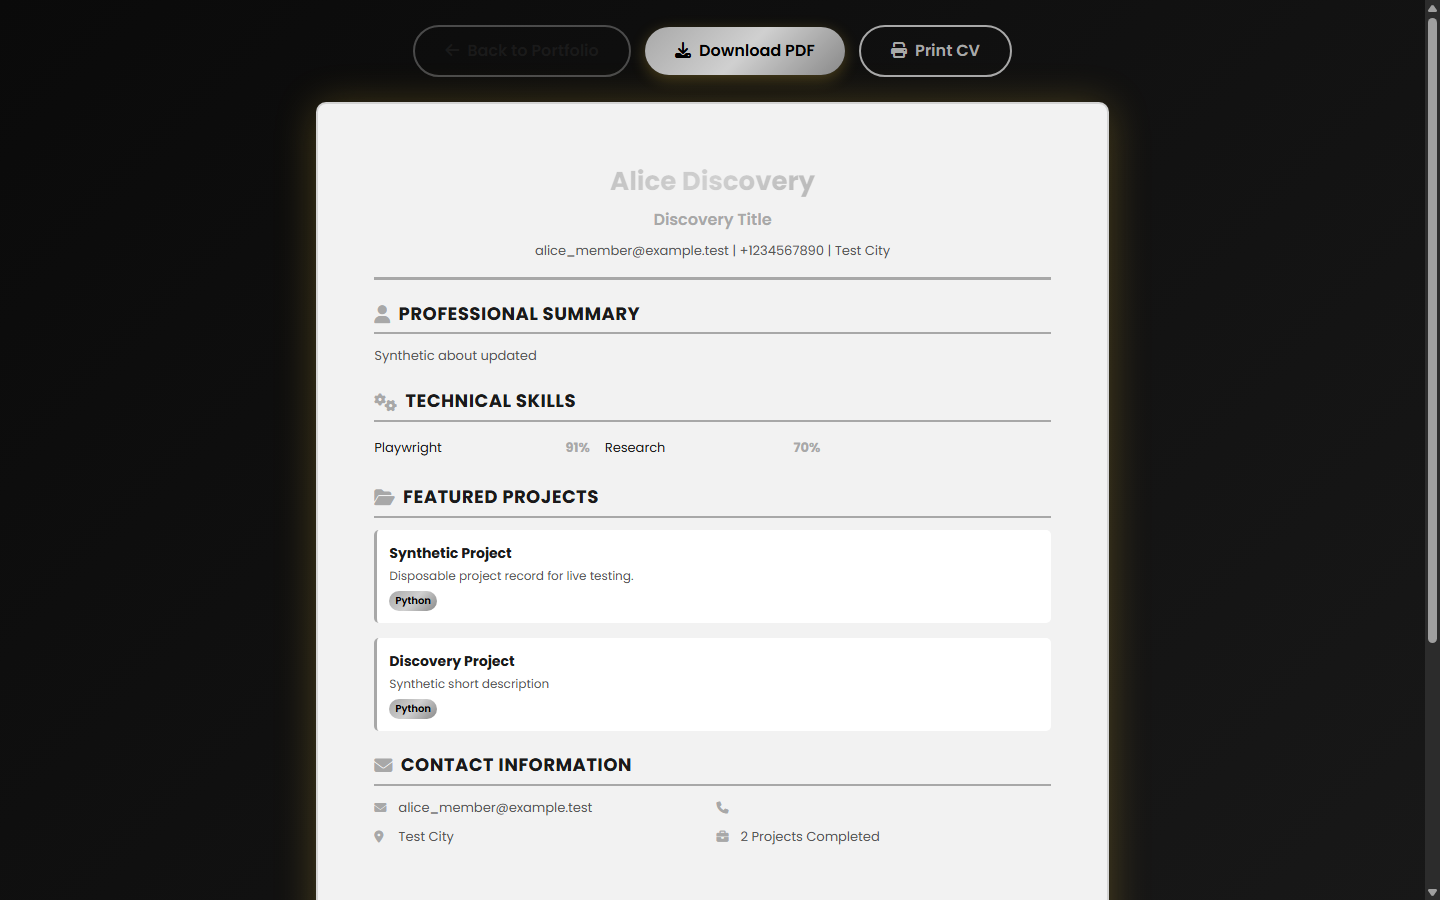 Back to Portfolio
Download PDF
Print CV
Alice Discovery
Discovery Title
alice_member@example.test | +1234567890 | Test City
PROFESSIONAL SUMMARY
Synthetic about updated
TECHNICAL SKILLS
Playwright 91% Research 70%
FEATURED PROJECTS
Synthetic Project
Disposable project record for live testing.
Python
Discovery Project
Synthetic short description
Python
CONTACT INFORMATION
alice_member@example.test
Test City
2 Projects Completed